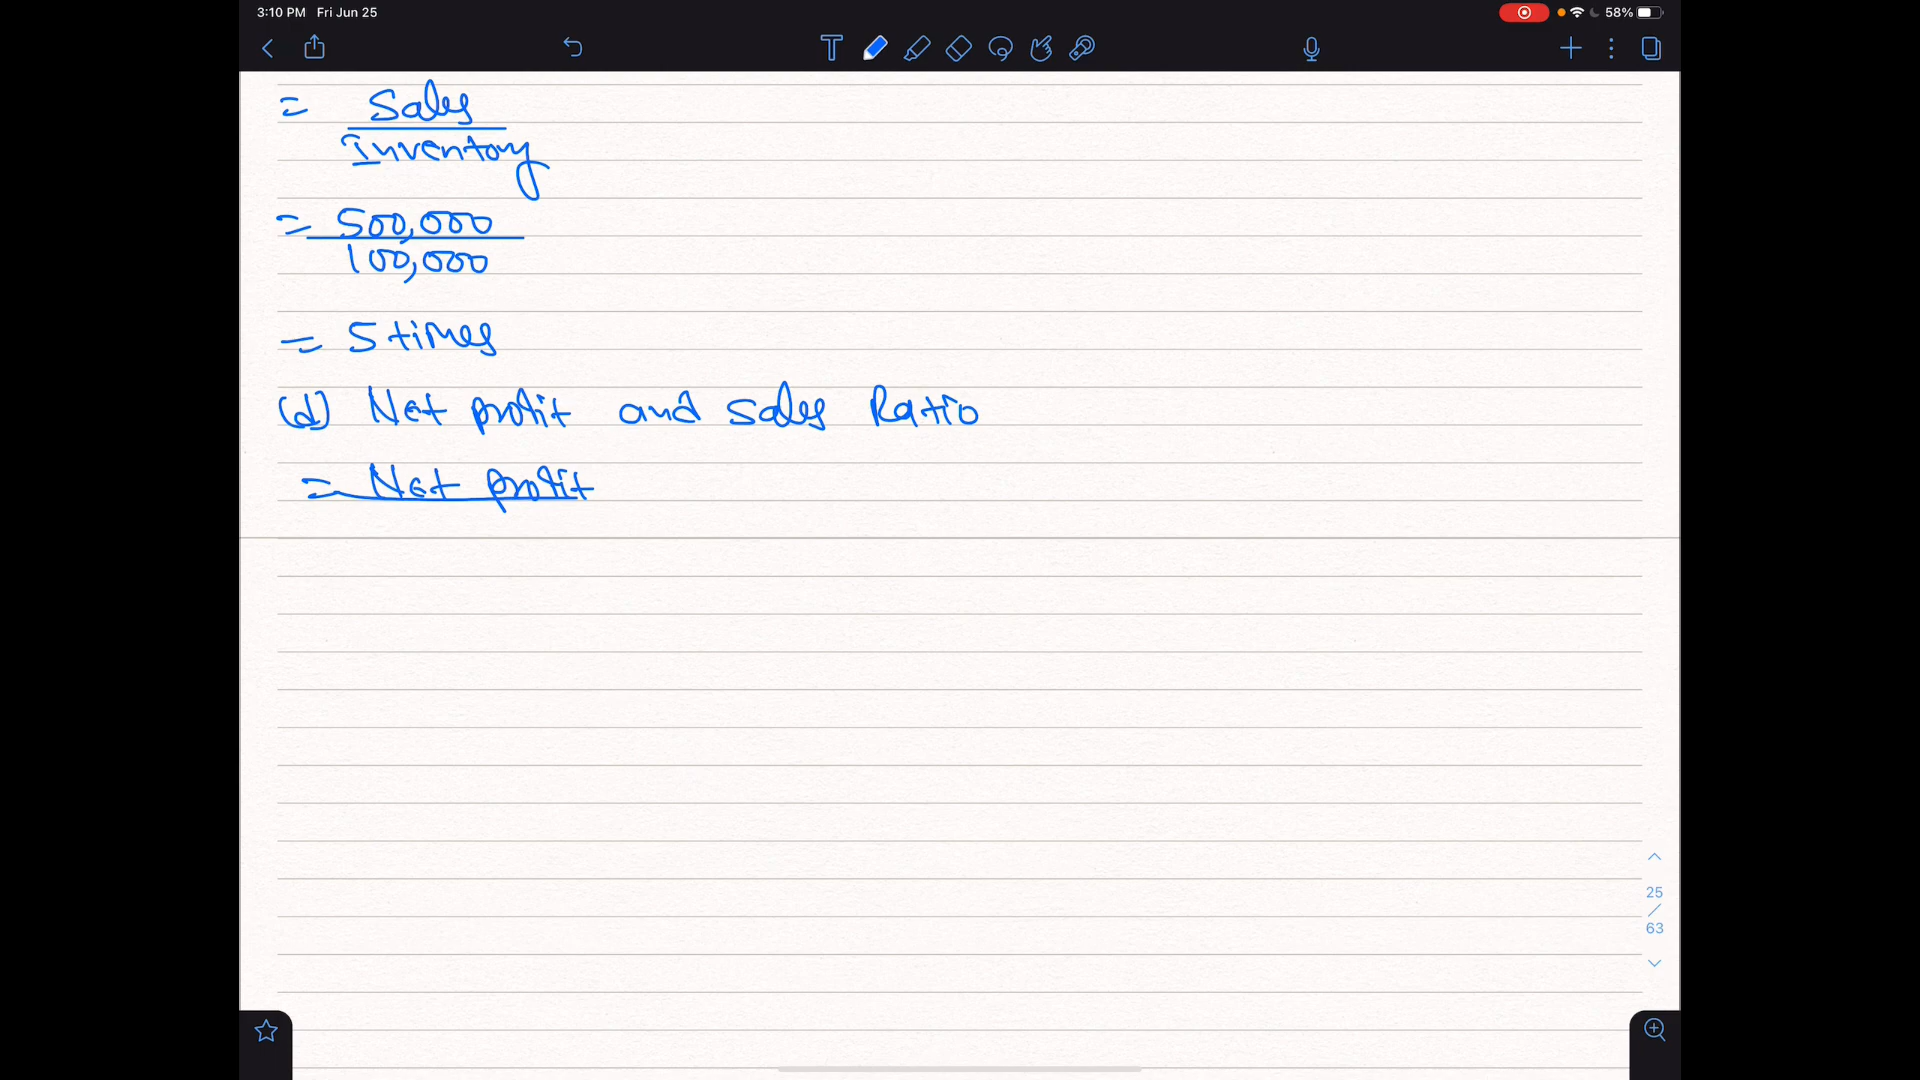 3:10 PM Fri Jun 25
58%
= Sales
Inventory
= 500,000
100,000
= 5 times
(d) Net profit and Sales Ratio
= Net profit
25
63